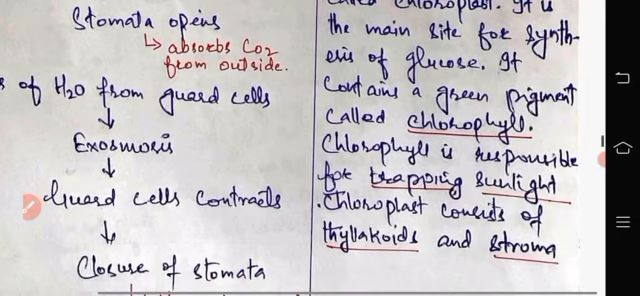 Stomata opens
↳ absorbs CO2
from outside.
of H2O from guard cells
↓
Exosmosis
↓
Guard cells contracts
↓
Closure of stomata
called Chloroplast. It is
the main site for synth-
esis of glucose. It
contains a green pigment
called chlorophyll.
Chlorophyll is responsible
for trapping sunlight
.Chloroplast consists of
thyllakoids and stroma